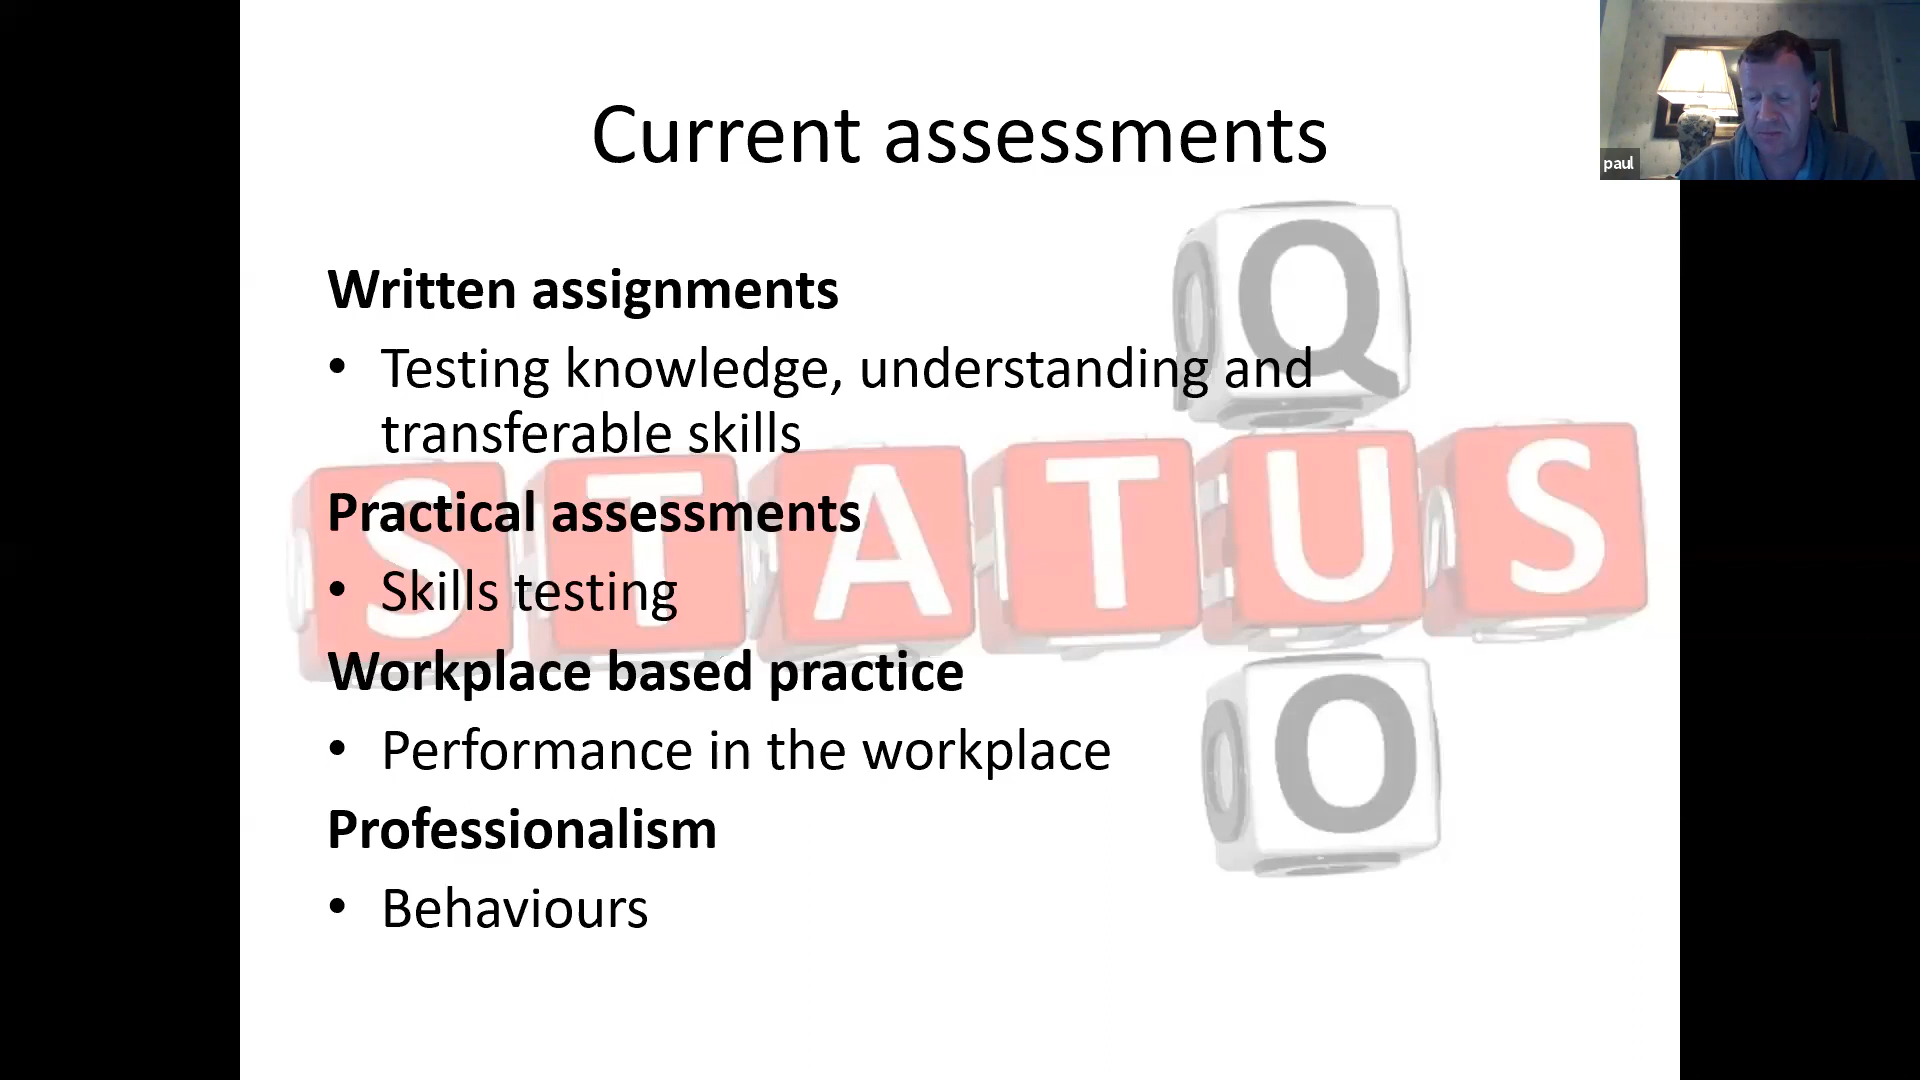 Current assessments
paul
Written assignments
• Testing knowledge, understanding and
transferable skills
Practical assessments
• Skills testing
Workplace based practice
• Performance in the workplace
Professionalism
• Behaviours
Q
STATUS
O